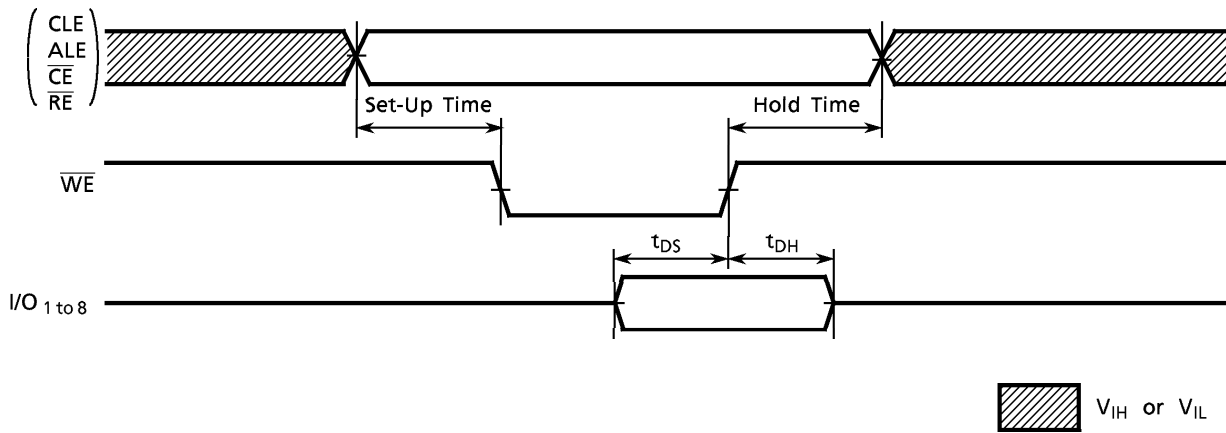 CLE
ALE
CE
RE
Set-Up Time
Hold Time
WE
tDS
tDH
I/O 1 to 8
VIH or VIL